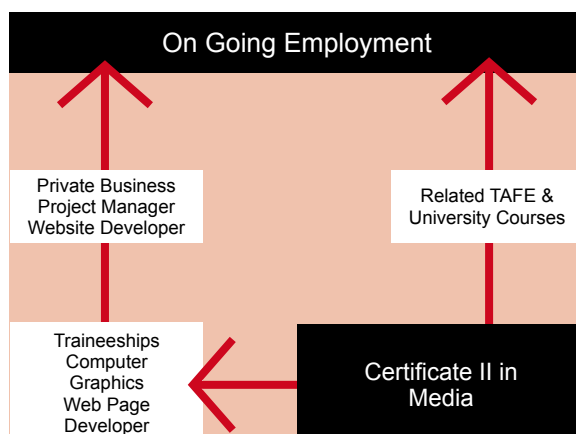 On Going Employment
Private Business
Project Manager
Website Developer
Related TAFE &
University Courses
Traineeships
Computer
Graphics
Web Page
Developer
Certificate II in
Media